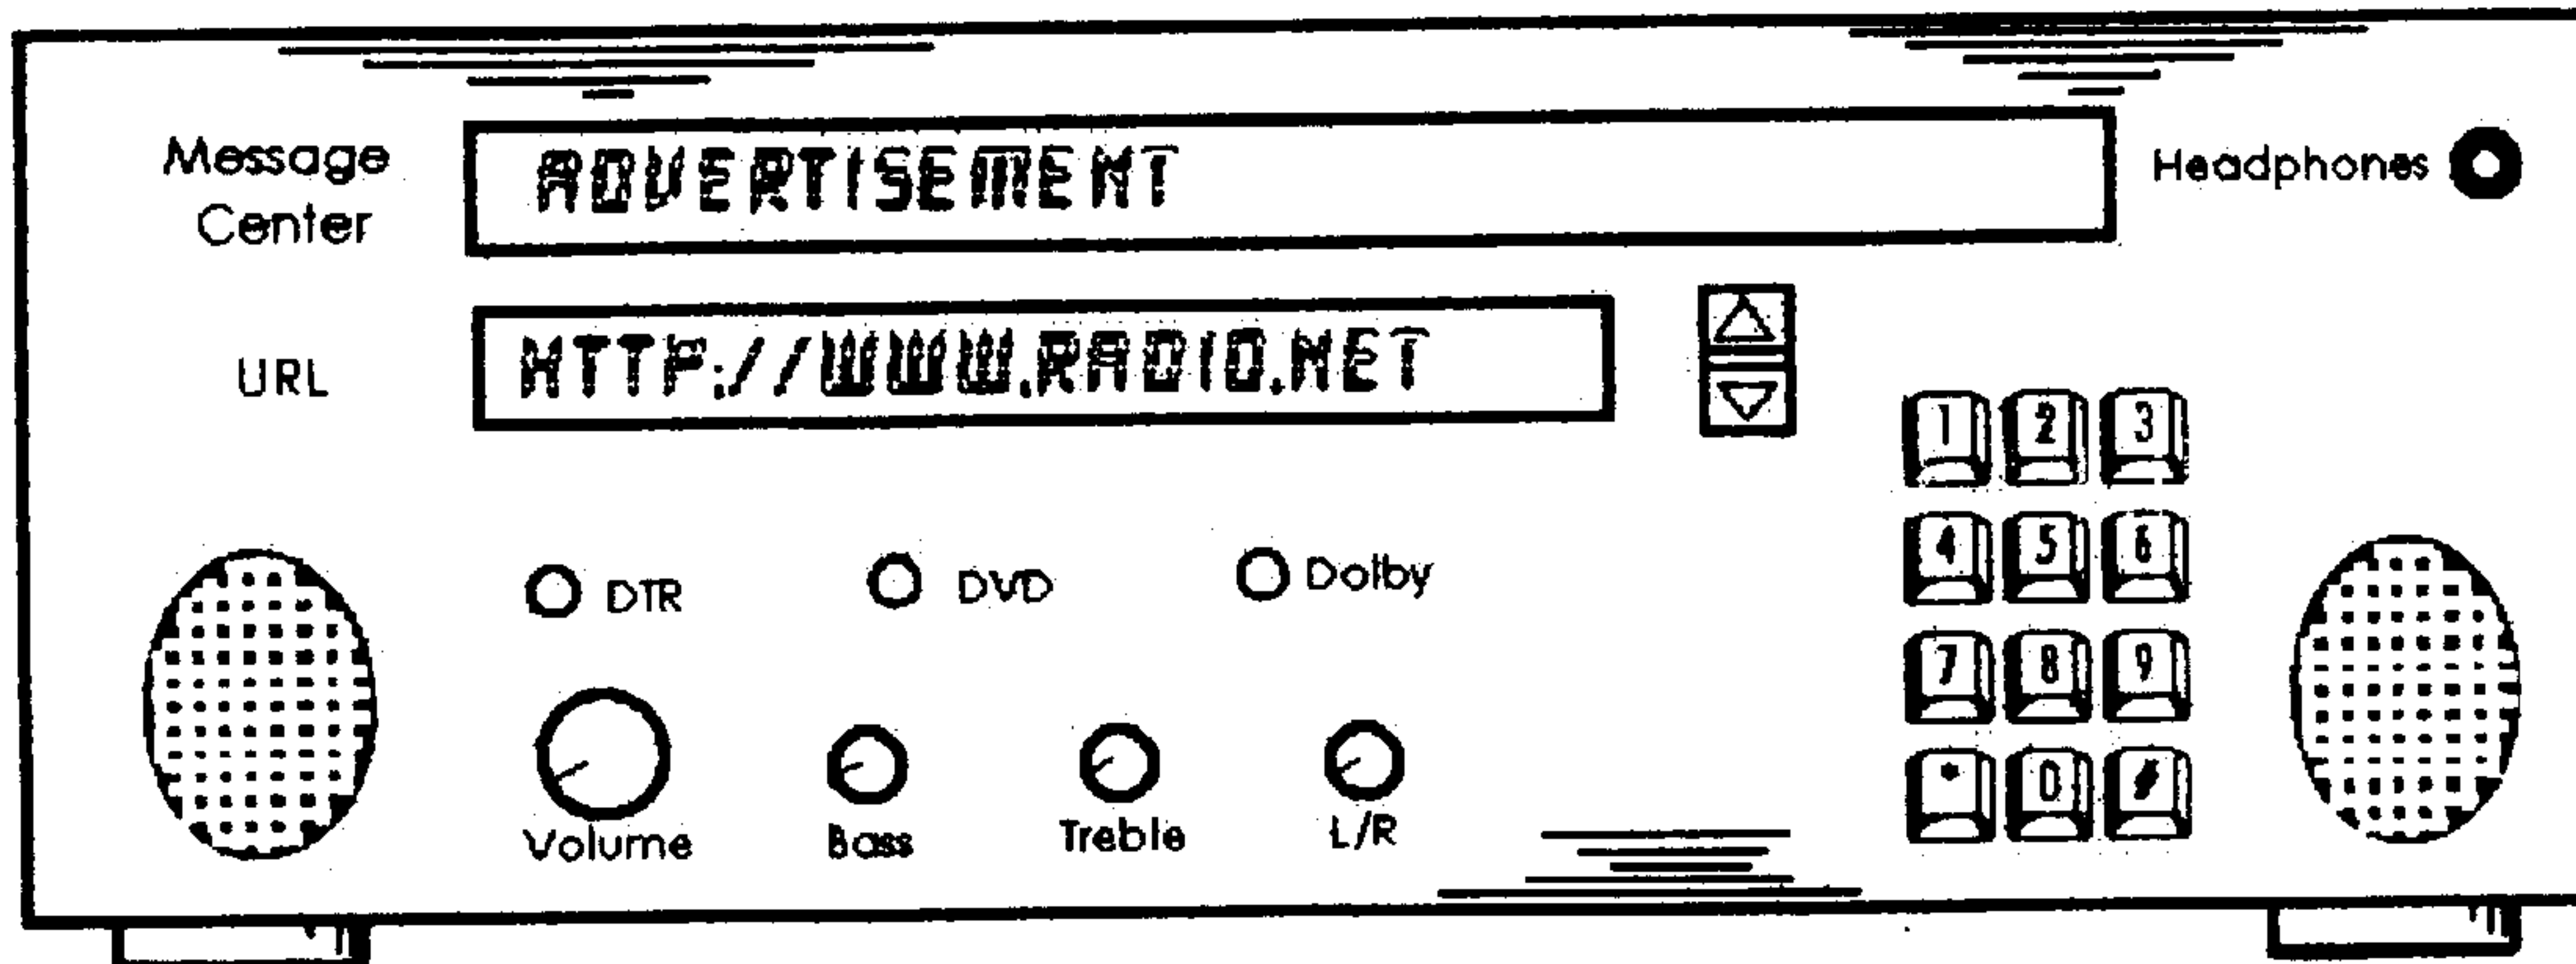 Message
Center
ADVERTISEMENT
Headphones
URL
HTTP://WWW.RADIO.NET
1 2 3
4 5 6
7 8 9
* 0 #
DTR
DVD
Dolby
Volume
Bass
Treble
L/R